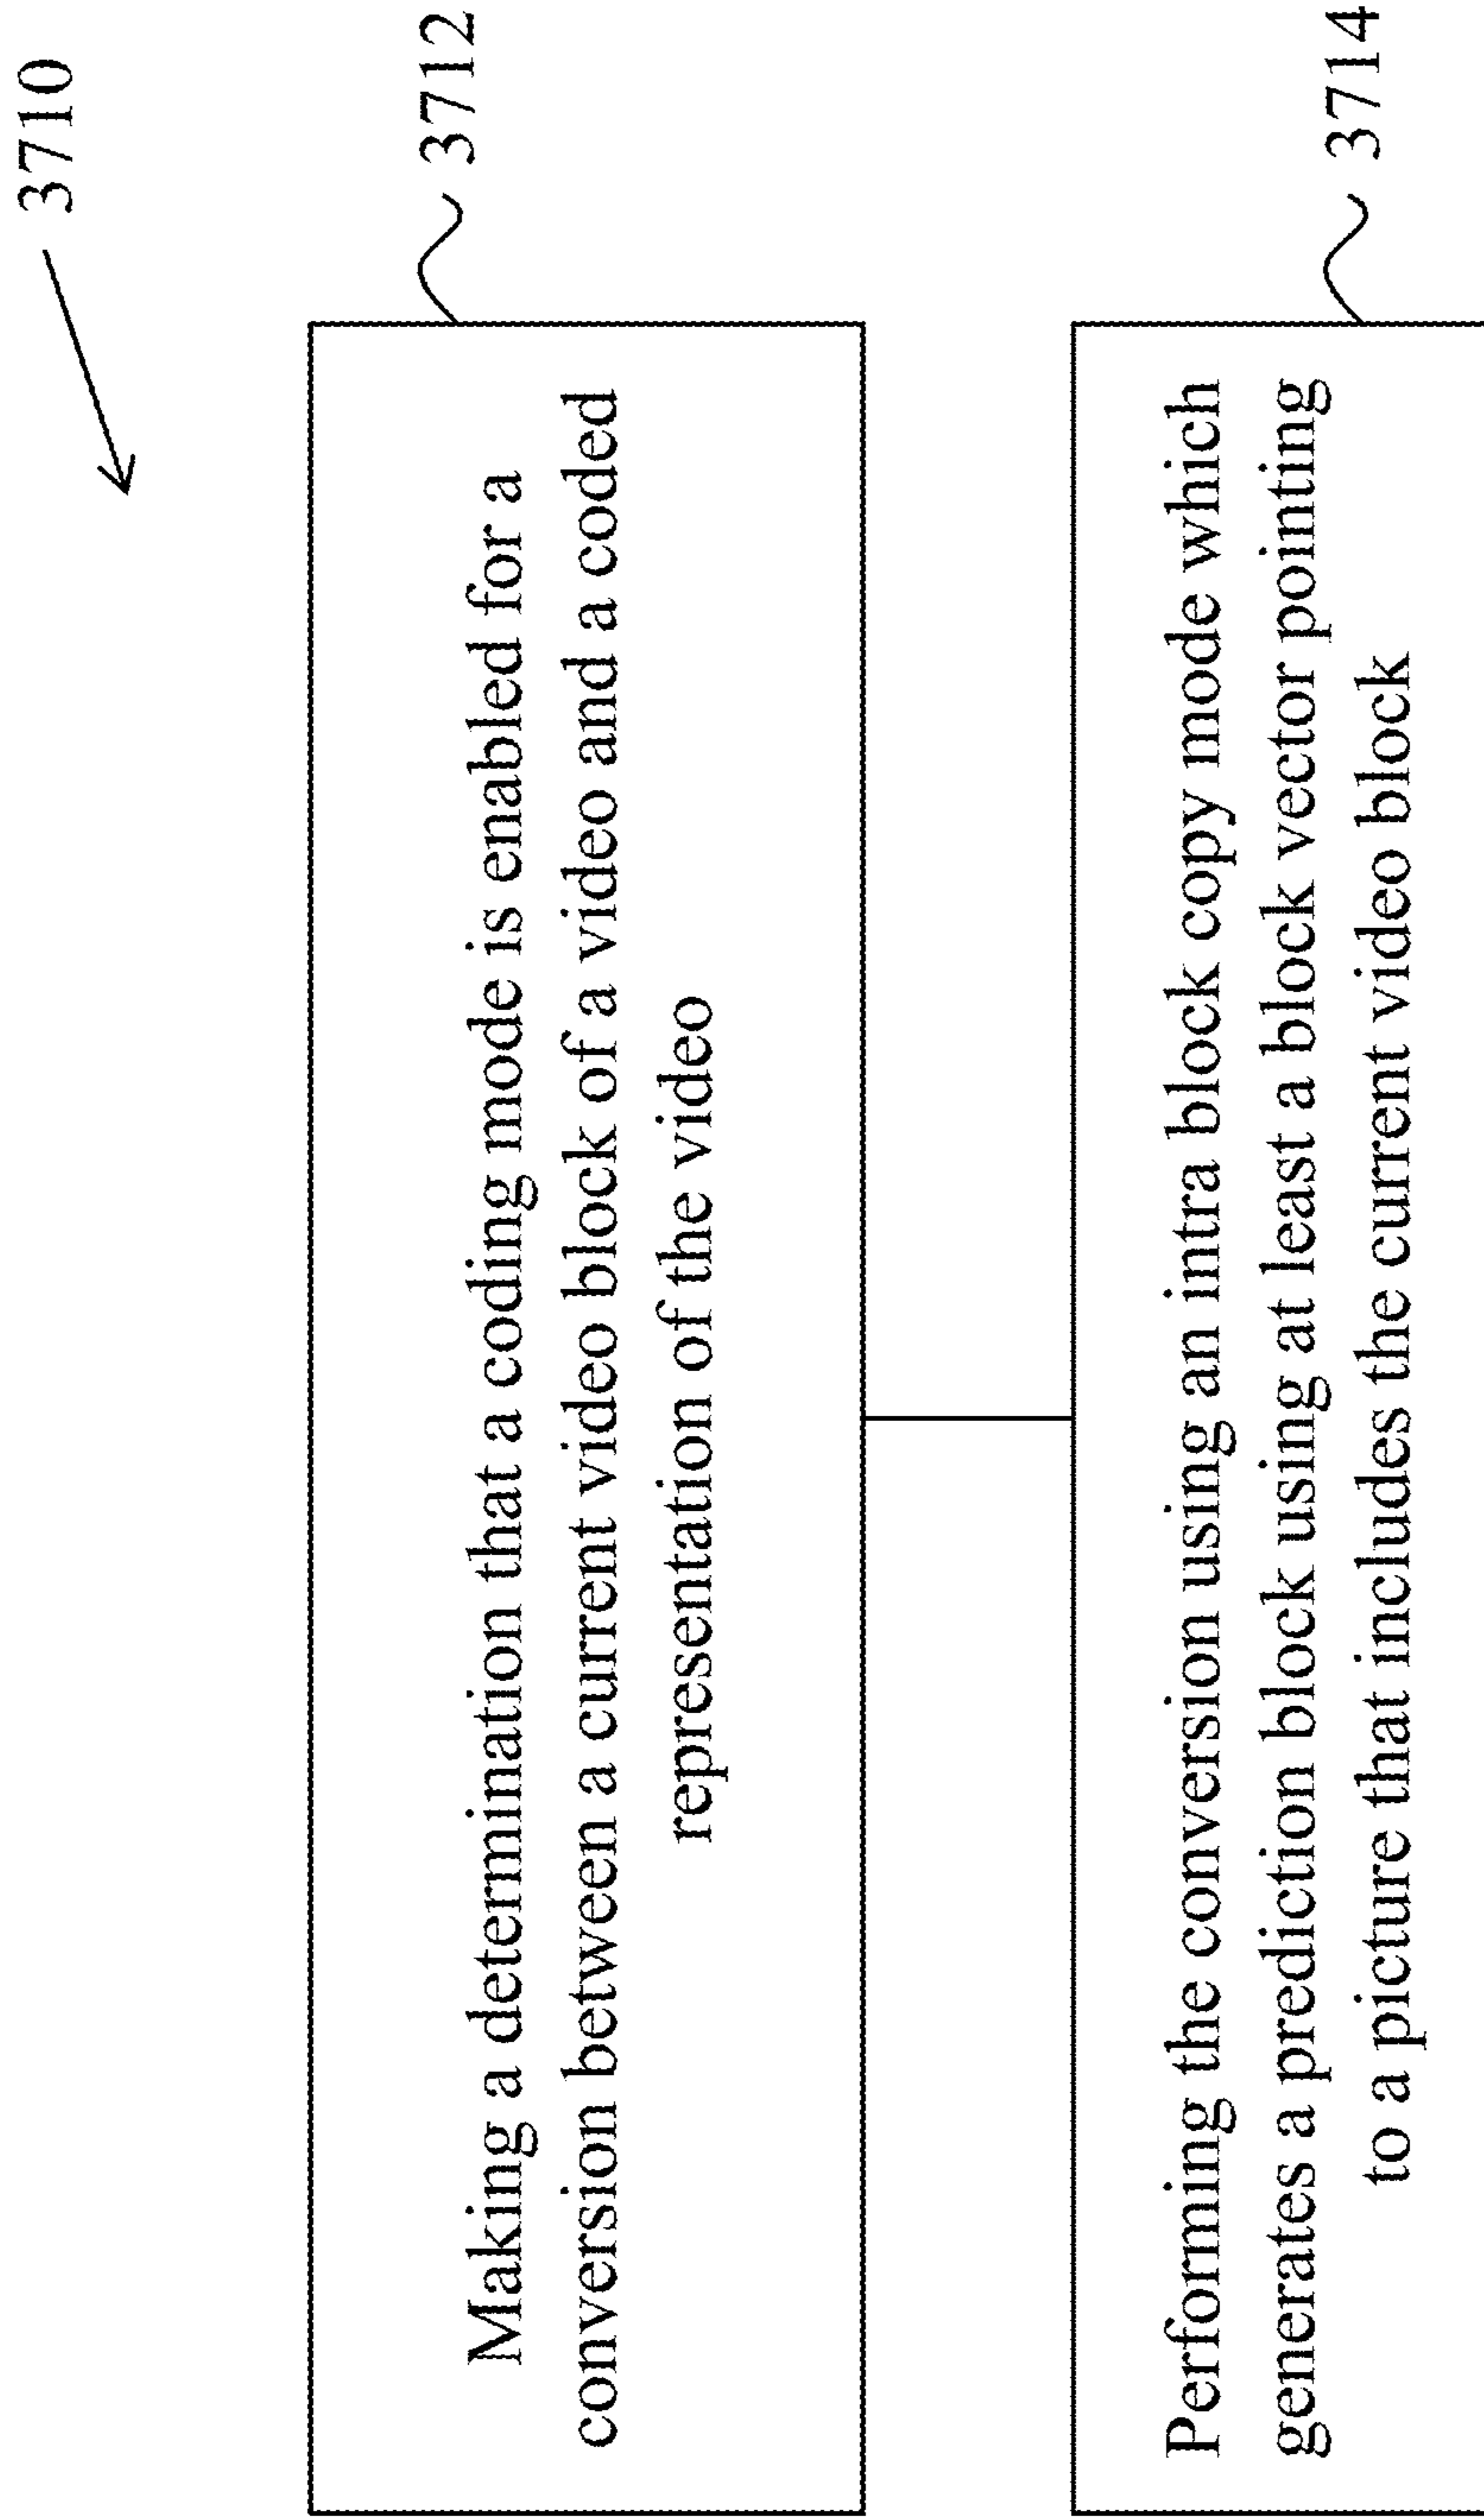 3710
3712
Making a determination that a coding mode is enabled for a
conversion between a current video block of a video and a coded
representation of the video
3714
Performing the conversion using an intra block copy mode which
generates a prediction block using at least a block vector pointing
to a picture that includes the current video block